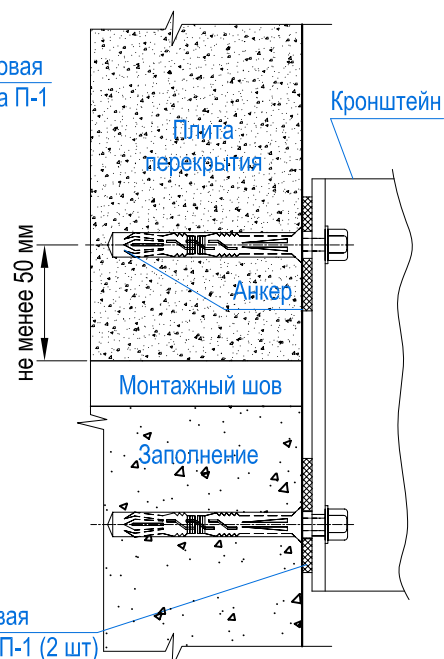 овая
а П-1
Кронштейн
Плита
перекрытия
не менее 50 мм
Анкер
Монтажный шов
Заполнение
вая
П-1 (2 шт)